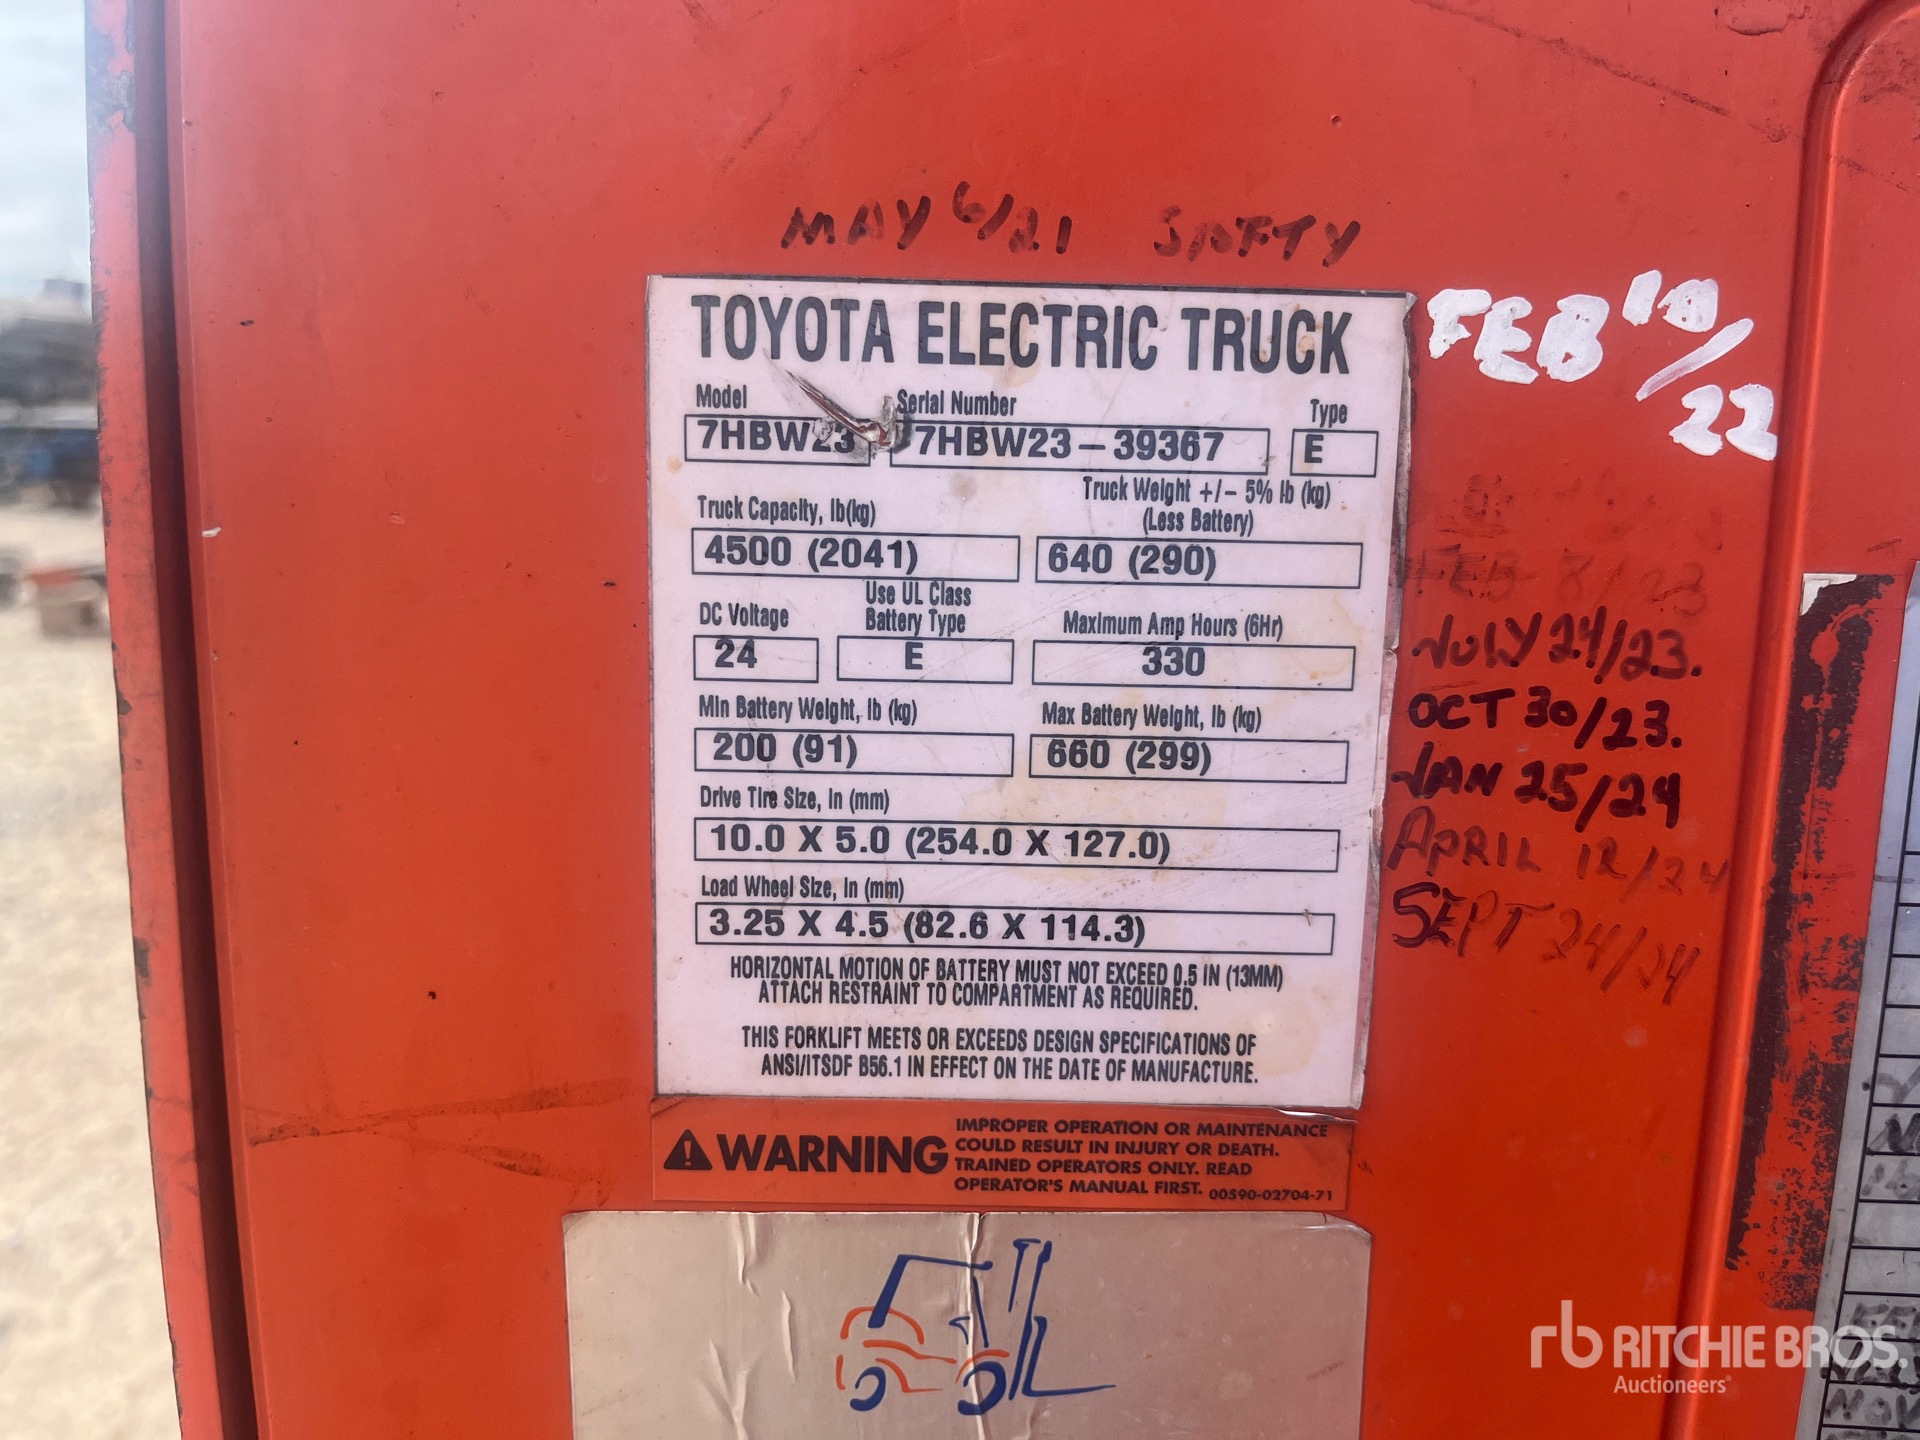 MAY 6/21
TOYOTA ELECTRIC TRUCK
Model
Serial Number
Type
7HBW23
7HBW23-39367
E
Truck Capacity, lb(kg)
Truck Weight +/- 5% lb (kg)
(Less Battery)
4500 (2041)
640 (290)
DC Voltage
Use UL Class
Battery Type
Maximum Amp Hours (6Hr)
24
E
330
Min Battery Weight, lb (kg)
Max Battery Weight, lb (kg)
200 (91)
660 (299)
Drive Tire Size, in (mm)
10.0 X 5.0 (254.0 X 127.0)
Load Wheel Size, in (mm)
3.25 X 4.5 (82.6 X 114.3)
HORIZONTAL MOTION OF BATTERY MUST NOT EXCEED 0.5 IN (13MM)
ATTACH RESTRAINT TO COMPARTMENT AS REQUIRED.
THIS FORKLIFT MEETS OR EXCEEDS DESIGN SPECIFICATIONS OF
ANSI/ITSDF B56.1 IN EFFECT ON THE DATE OF MANUFACTURE.
WARNING
IMPROPER OPERATION OR MAINTENANCE
COULD RESULT IN INJURY OR DEATH.
TRAINED OPERATORS ONLY. READ
OPERATOR'S MANUAL FIRST. 00590-02704-71
FEB
22
FEB 8/23
JULY 24/23.
OCT 30/23.
JAN 25/24
APRIL 12/24
SEPT 24/24
NOV
rb RITCHIE BROS.
Auctioneers